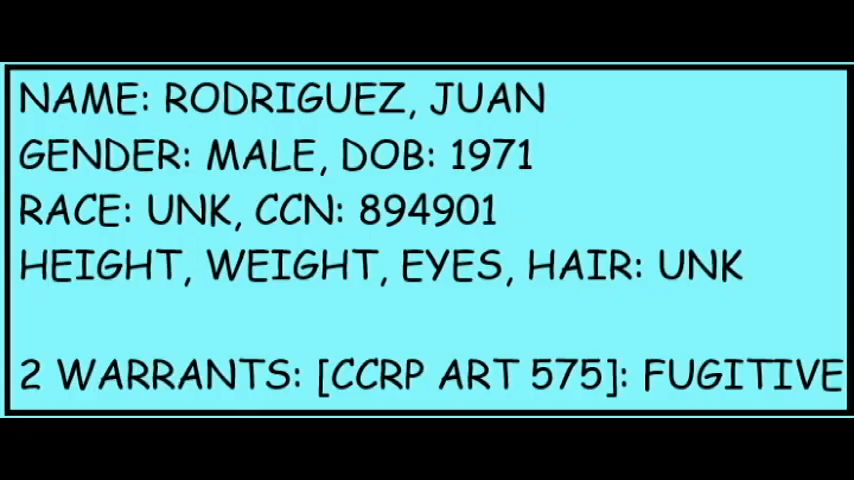 NAME: RODRIGUEZ, JUAN
GENDER: MALE, DOB: 1971
RACE: UNK, CCN: 894901
HEIGHT, WEIGHT, EYES, HAIR: UNK
2 WARRANTS: [CCRP ART 575]: FUGITIVE